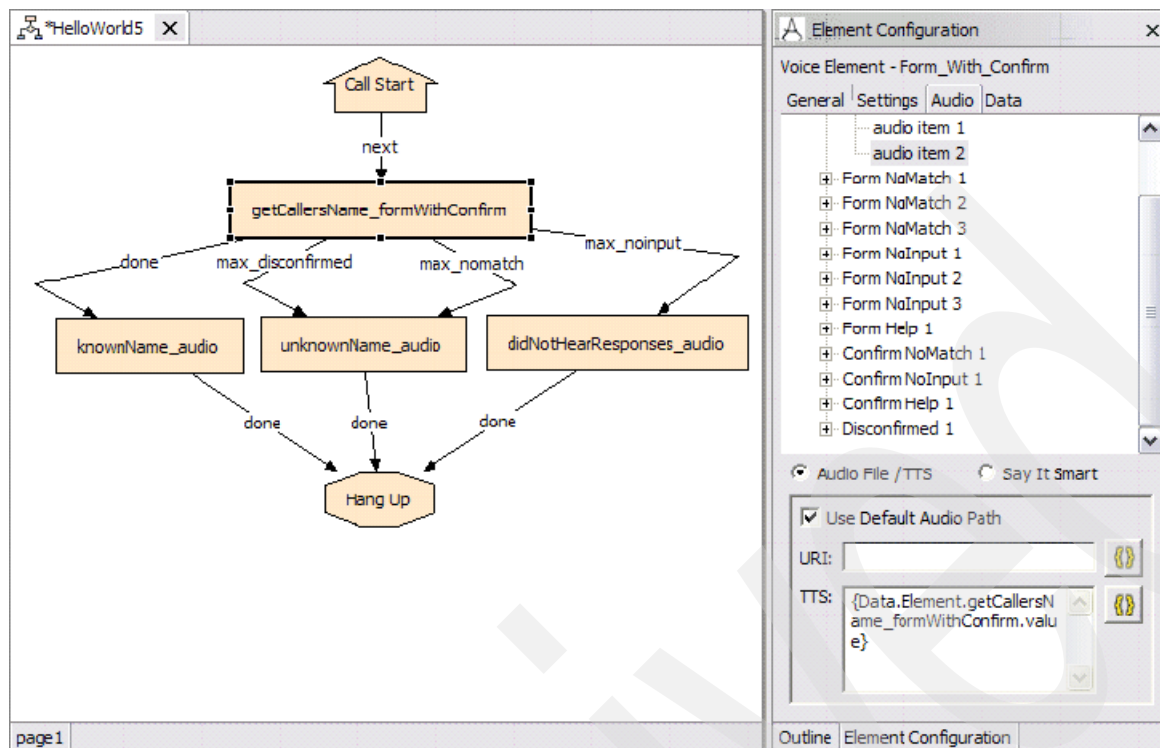 *HelloWorld5
Call Start
next
getCallersName_formWithConfirm
done
max_disconfirmed
max_nomatch
max_noinput
knownName_audio
unknownName_audio
didNotHearResponses_audio
done
done
done
Hang Up
page1
Element Configuration
Voice Element - Form_With_Confirm
General Settings Audio Data
audio item 1
audio item 2
Form NoMatch 1
Form NoMatch 2
Form NoMatch 3
Form NoInput 1
Form NoInput 2
Form NoInput 3
Form Help 1
Confirm NoMatch 1
Confirm NoInput 1
Confirm Help 1
Disconfirmed 1
Audio File /TTS Say It Smart
Use Default Audio Path
URI:
TTS: {Data.Element.getCallersN
ame_formWithConfirm.valu
e}
Outline Element Configuration